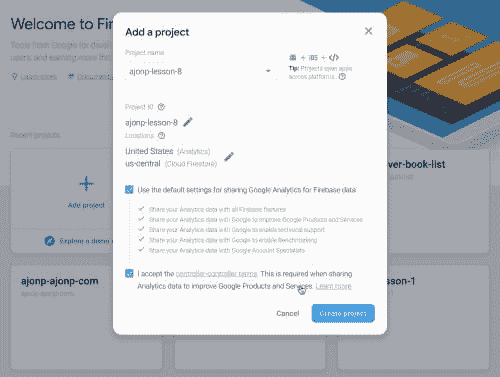 Welcome to Fi
Tools from Google for
users, and earning more
Recent projects
Add project
Explore a demo
ajonp-ajonp-com
ajonp-ajonp-com
ver-book-list
sson-1
Add a project
Project name
ajonp-lesson-8
+ iOS +
Tip: Projects span apps
across platforms
Project ID
ajonp-lesson-8
Locations
United States (Analytics)
us-central (Cloud Firestore)
Use the default settings for sharing Google Analytics for Firebase data
Share your Analytics data with all Firebase features
Share your Analytics data with Google to improve Google Products and Services
Share your Analytics data with Google to enable technical support
Share your Analytics data with Google to enable Benchmarking
Share your Analytics data with Google Account Specialists
I accept the controller-controller terms. This is required when sharing
Analytics data to improve Google Products and Services. Learn more
Cancel
Create project